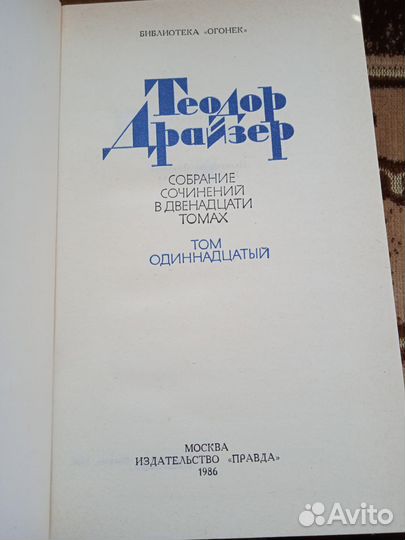 БИБЛИОТЕКА «ОГОНЕК»
Теодор
Драйзер
СОБРАНИЕ
СОЧИНЕНИЙ
В ДВЕНАДЦАТИ
ТОМАХ
ТОМ
ОДИННАДЦАТЫЙ
МОСКВА
ИЗДАТЕЛЬСТВО «ПРАВДА»
1986
Avito